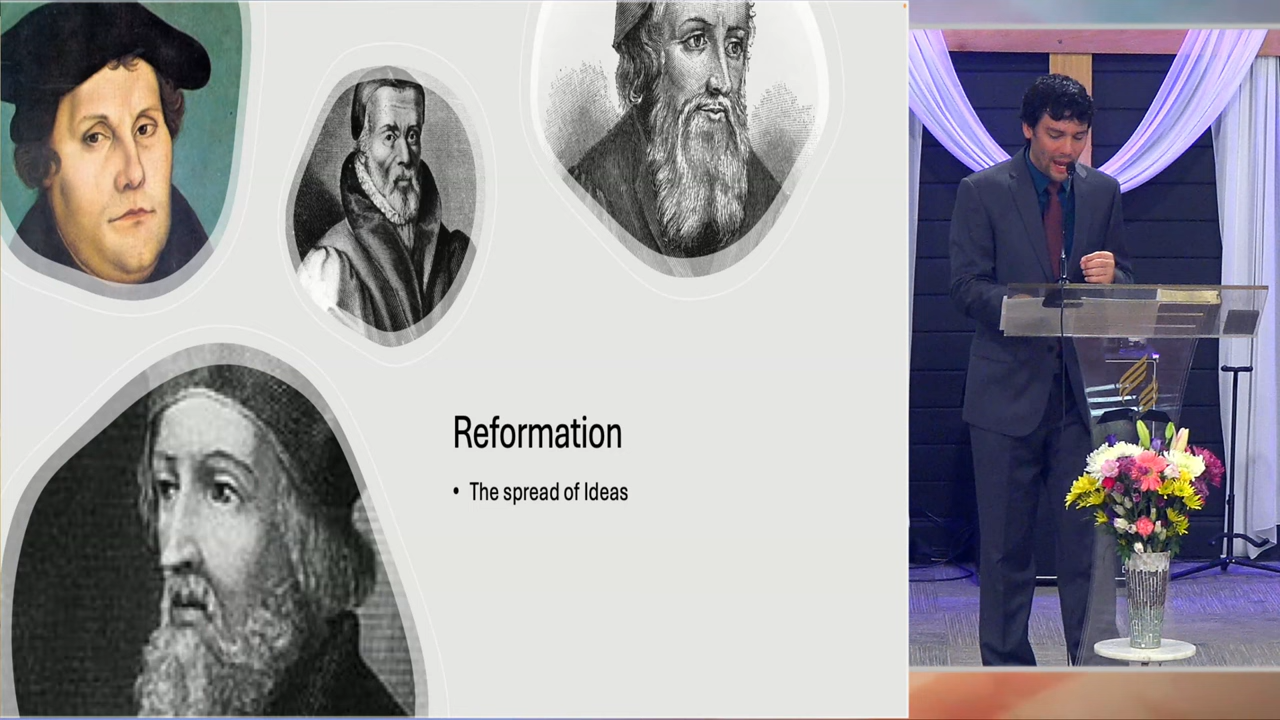 Reformation
• The spread of Ideas